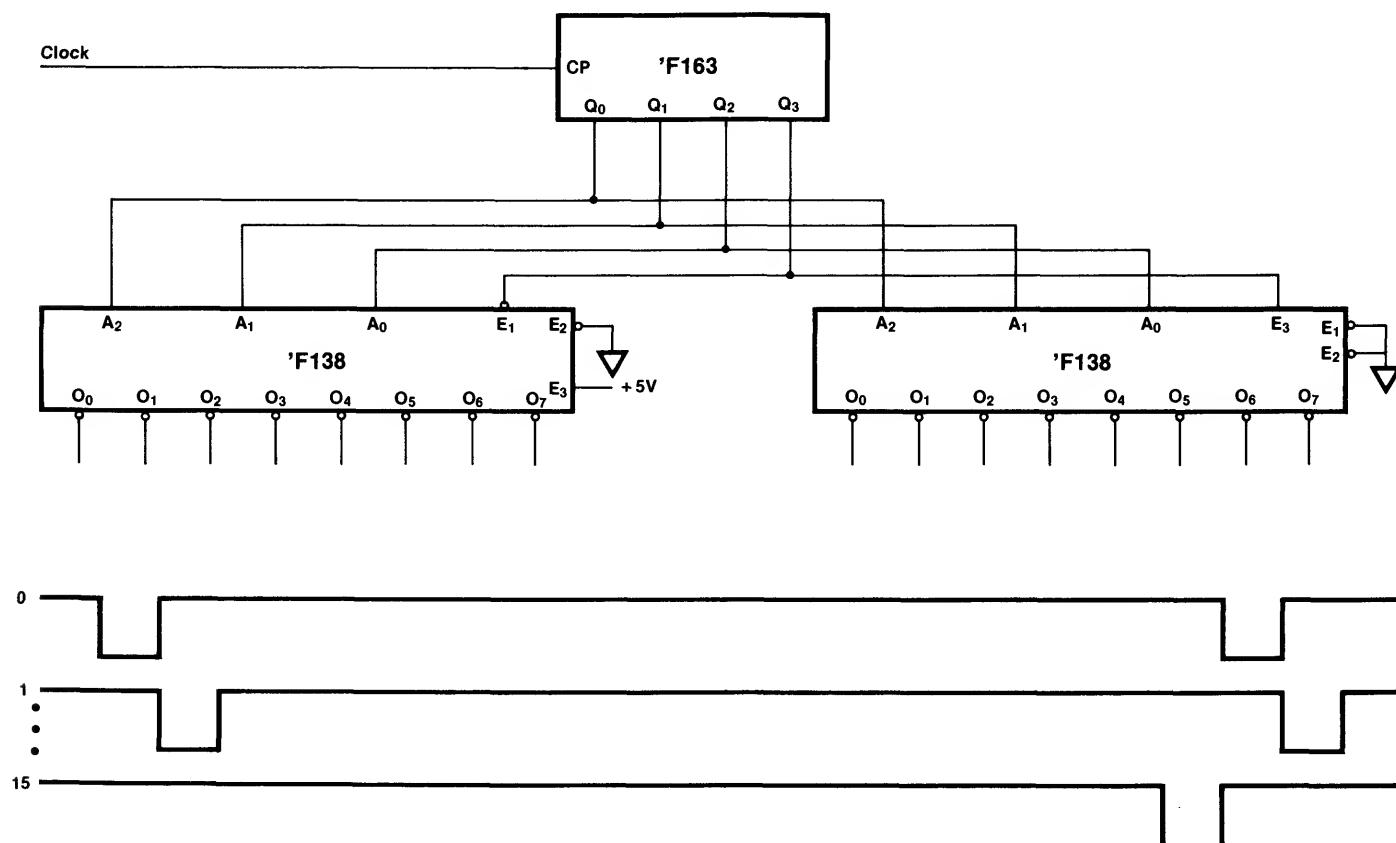 Clock
CP 'F163
Q0 Q1 Q2 Q3
A2 A1 A0 E1 E2
'F138
E3 +5V
O0 O1 O2 O3 O4 O5 O6 O7
A2 A1 A0 E3 E1
E2
'F138
O0 O1 O2 O3 O4 O5 O6 O7
0
1
15